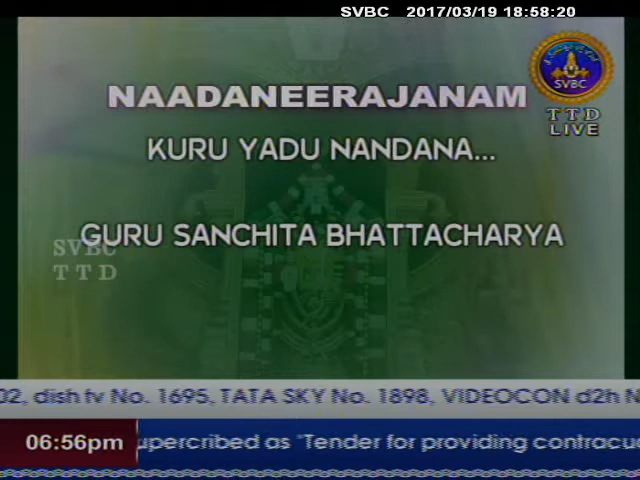 SVBC 2017/03/19 18:58:20
NAADANEERAJANAM
SVBC
TTD
LIVE
KURU YADU NANDANA...
GURU SANCHITA BHATTACHARYA
SVBC
TTD
02, dish tv No. 1695, TATA SKY No. 1898, VIDEOCON d2h N
06:56pm
upercribed as "Tender for providing contracu